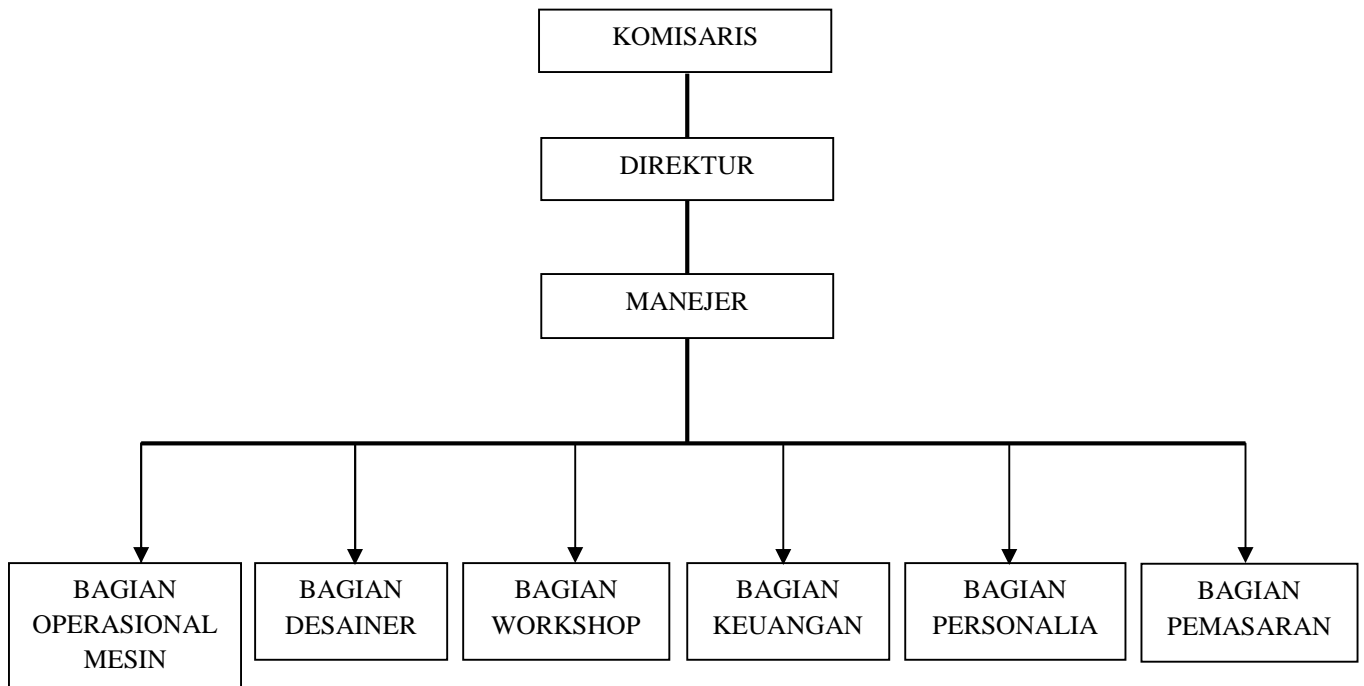 KOMISARIS
DIREKTUR
MANEJER
BAGIAN
OPERASIONAL
MESIN
BAGIAN
DESAINER
BAGIAN
WORKSHOP
BAGIAN
KEUANGAN
BAGIAN
PERSONALIA
BAGIAN
PEMASARAN